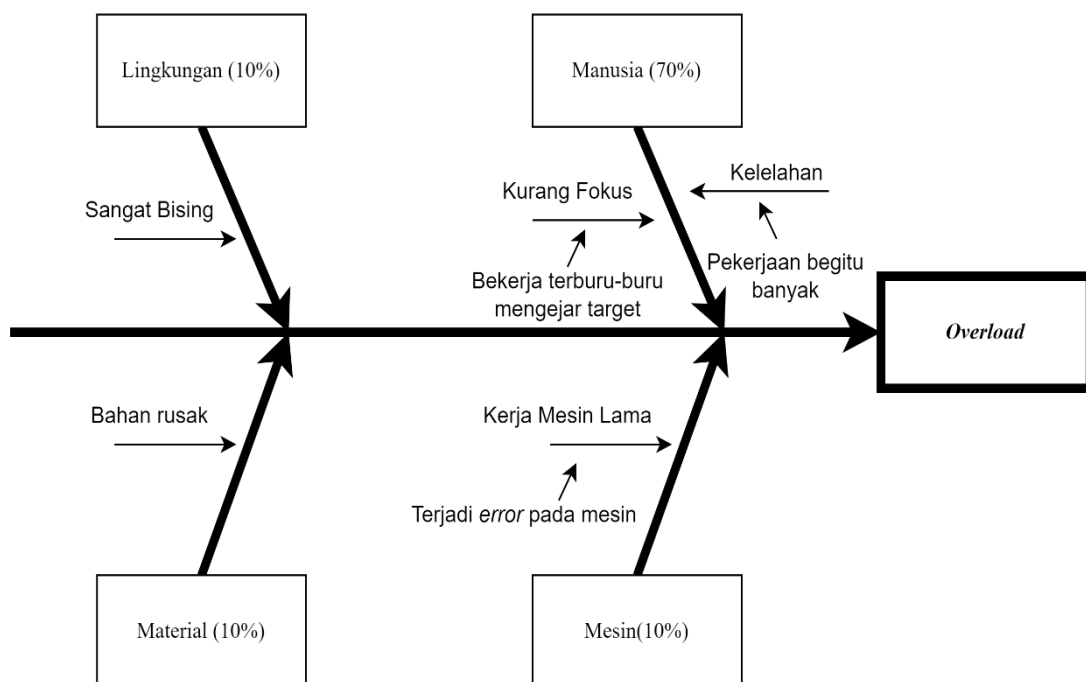 Lingkungan (10%)
Manusia (70%)
Kelelahan
Kurang Fokus
Sangat Bising
Pekerjaan begitu
banyak
Bekerja terburu-buru
mengejar target
Overload
Bahan rusak
Kerja Mesin Lama
Terjadi error pada mesin
Material (10%)
Mesin(10%)